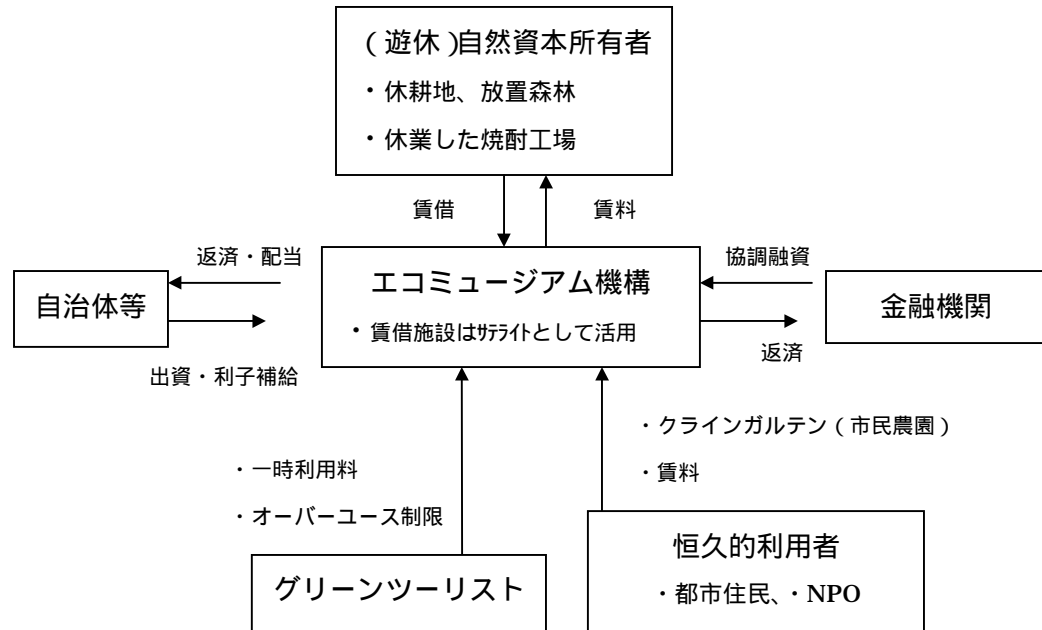 （遊休）自然資本所有者
・休耕地、放置森林
・休業した焼酎工場
賃借
賃料
返済・配当
協調融資
自治体等
エコミュージアム機構
・賃借施設はｻﾃﾗｲﾄとして活用
金融機関
出資・利子補給
返済
・クラインガルテン（市民農園）
・賃料
・一時利用料
・オーバーユース制限
グリーンツーリスト
恒久的利用者
・都市住民、・NPO